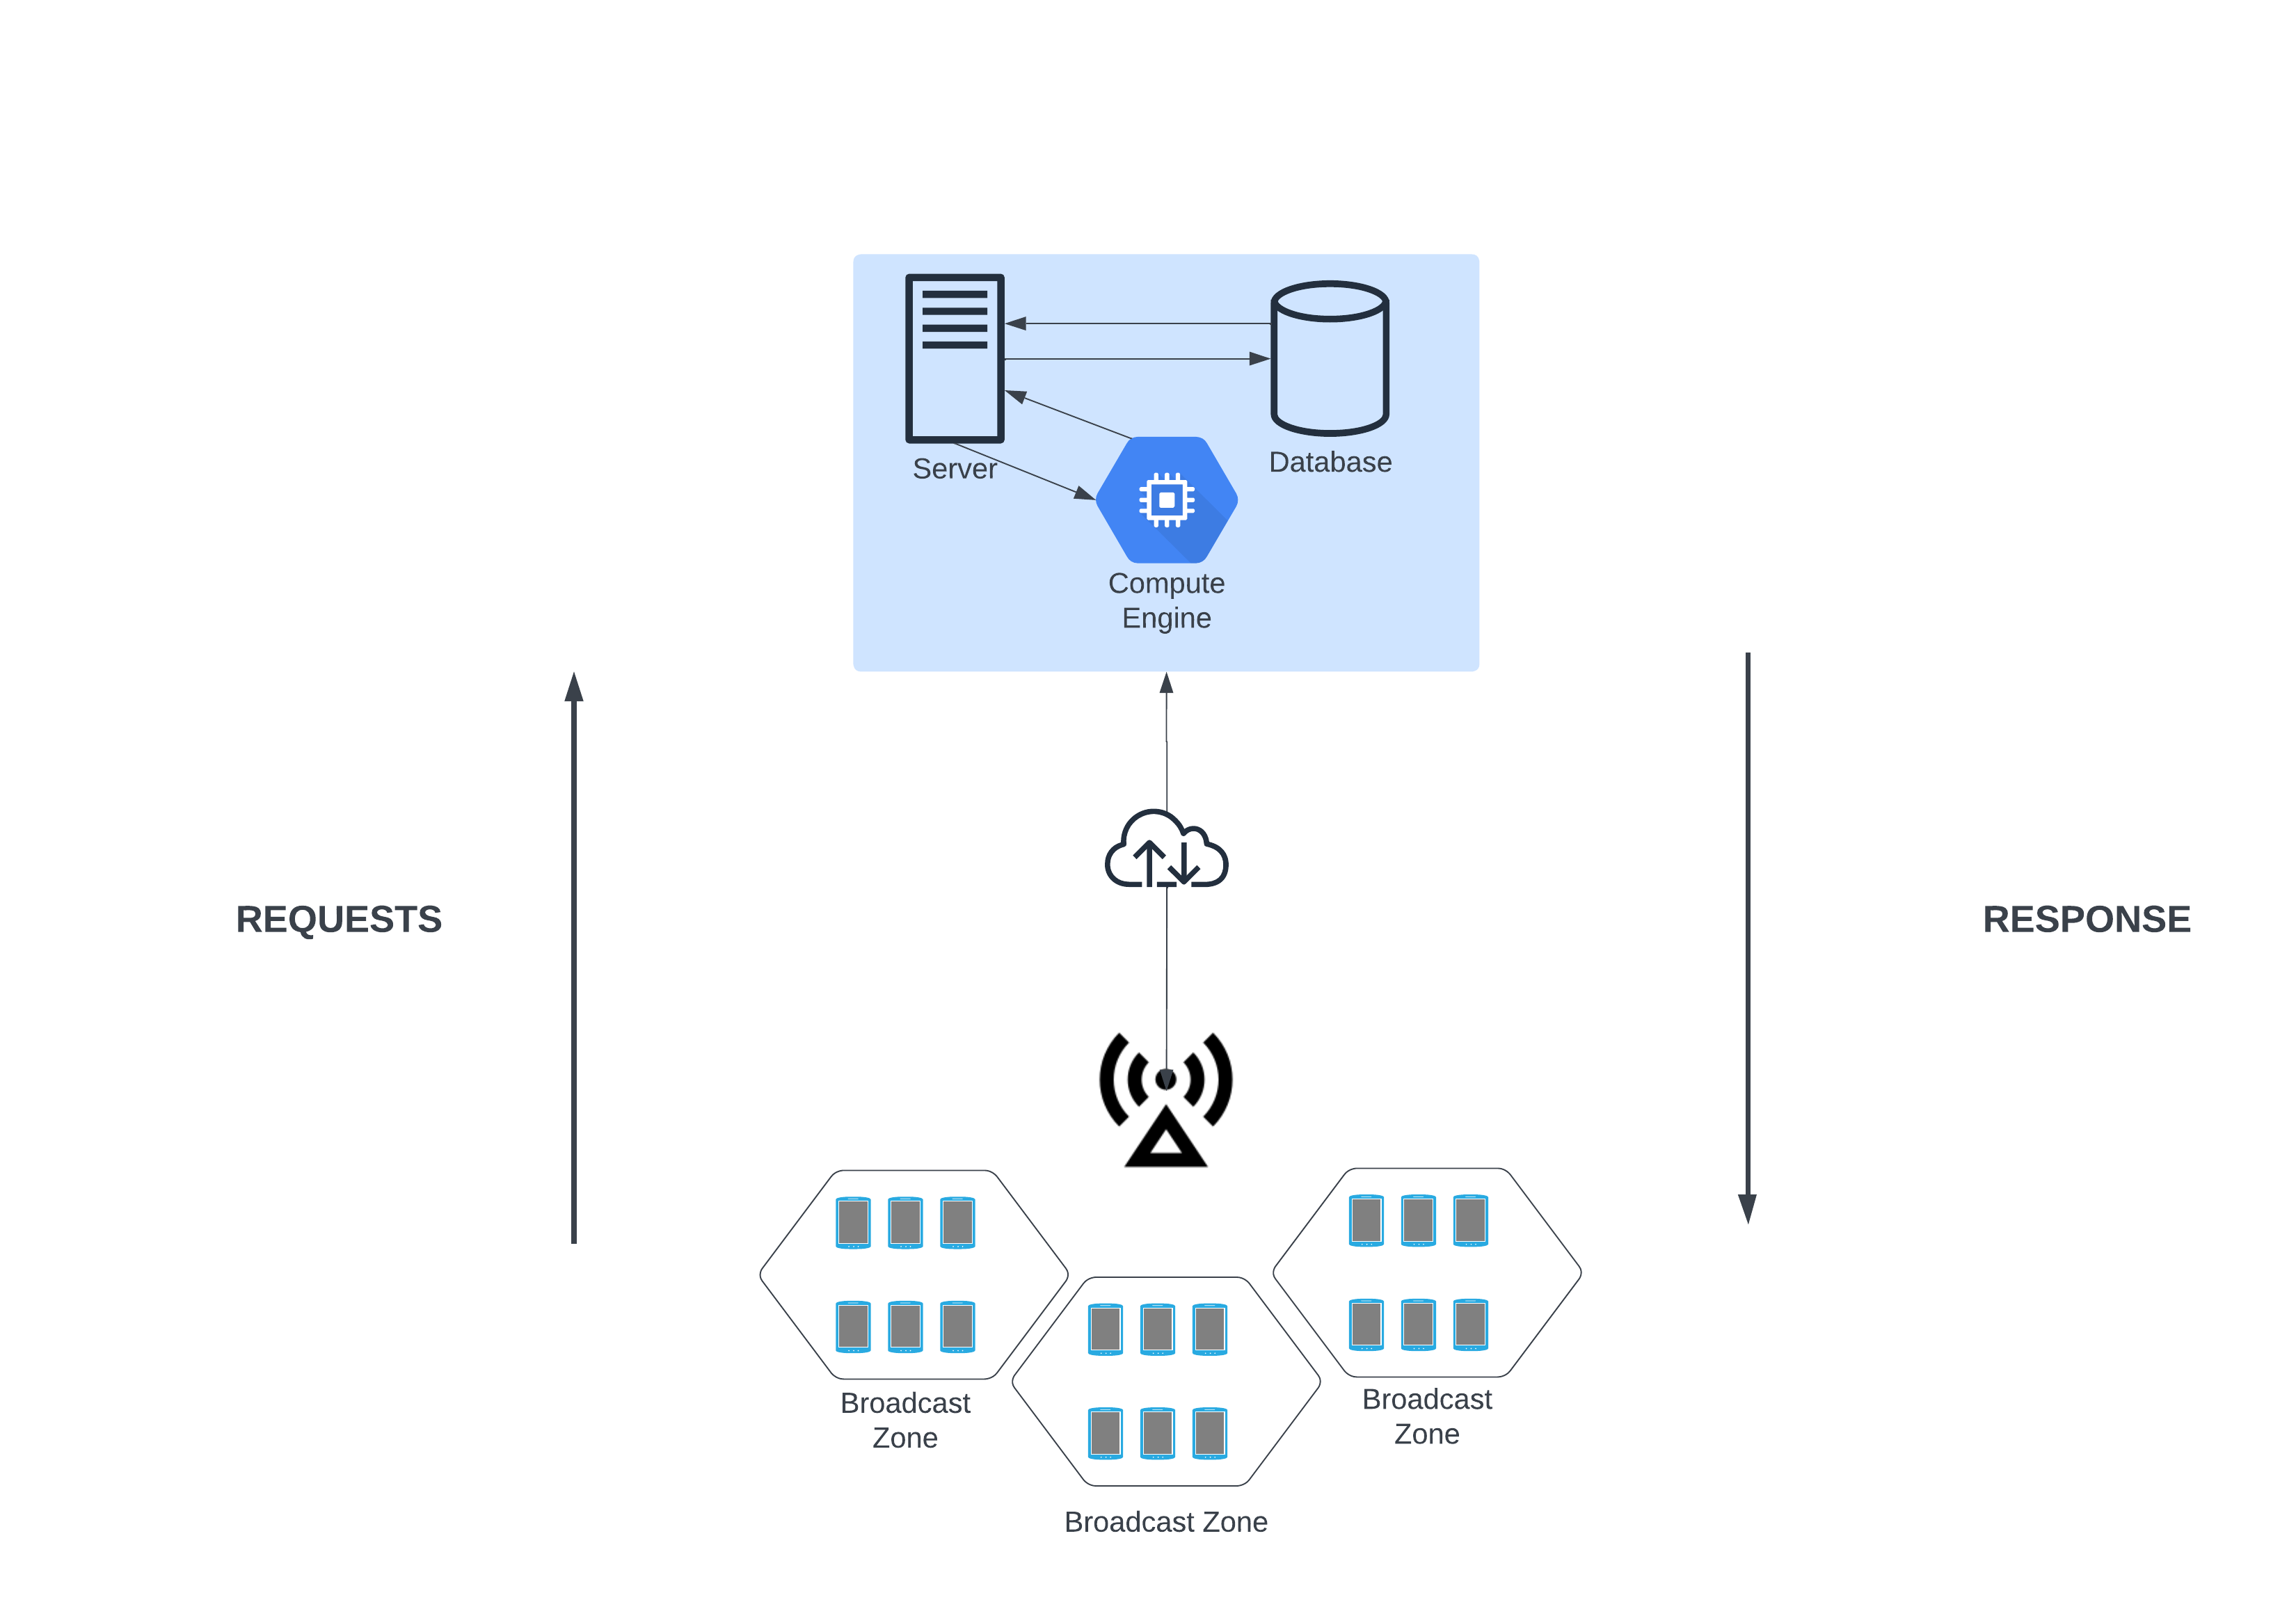 Server
Database
Compute
Engine
REQUESTS
RESPONSE
Broadcast
Zone
Broadcast
Zone
Broadcast Zone